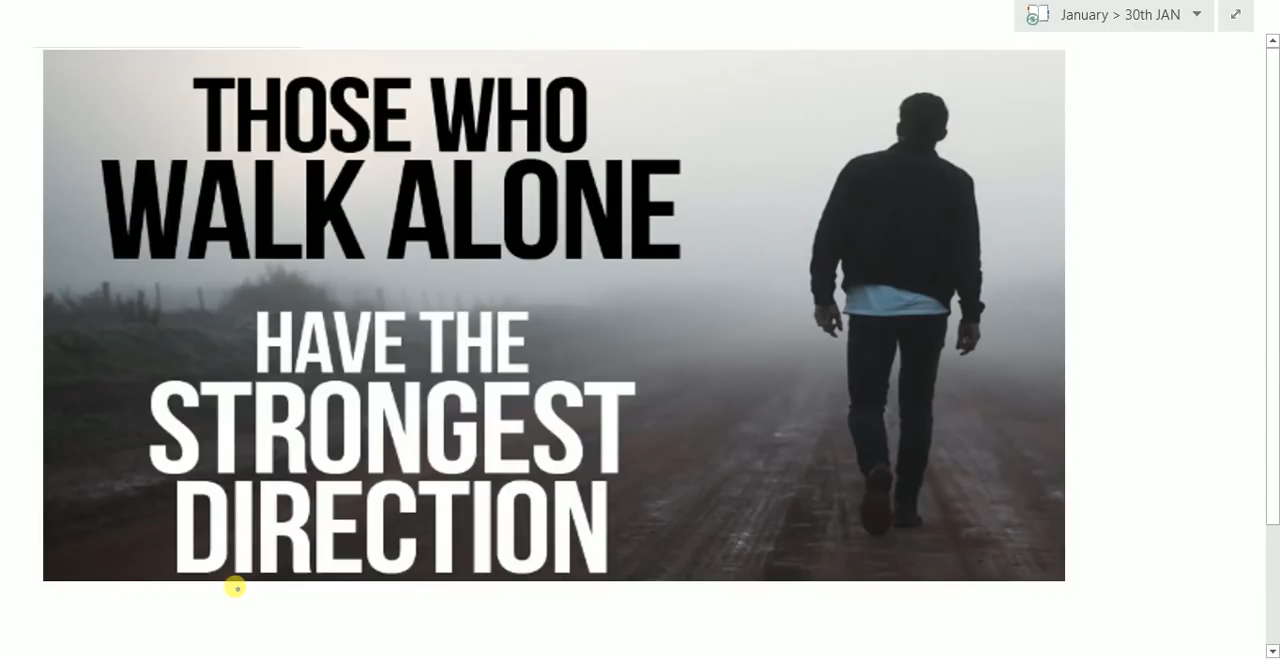 January > 30th JAN
THOSE WHO
WALK ALONE
HAVE THE
STRONGEST
DIRECTION